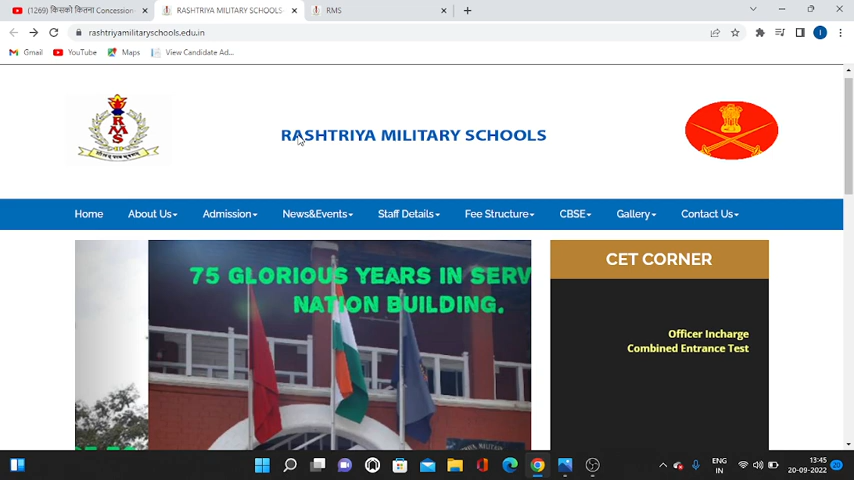 (1269) किसको कितना Concession
RASHTRIYA MILITARY SCHOOLS
RMS
rashtriyamilitaryschools.edu.in
Gmail
YouTube
Maps
View Candidate Ad...
RMS
RASHTRIYA MILITARY SCHOOLS
Home
About Us
Admission
News&Events
Staff Details
Fee Structure
CBSE
Gallery
Contact Us
75 GLORIOUS YEARS IN SERV
NATION BUILDING.
CET CORNER
Officer Incharge
Combined Entrance Test
ENG
IN
13:45
20-09-2022
20